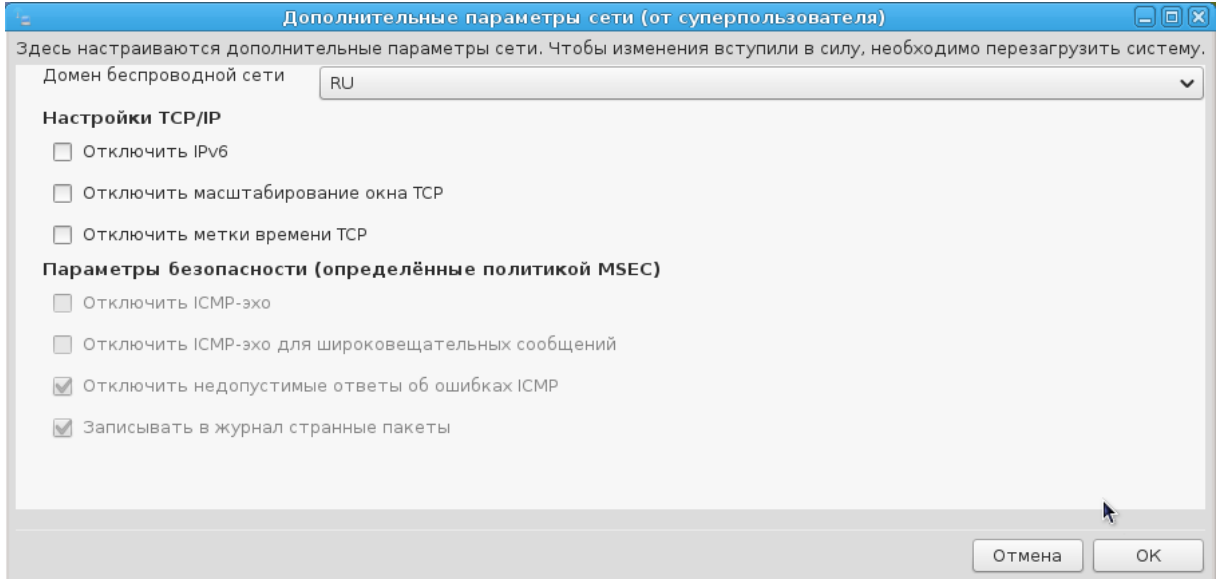 Дополнительные параметры сети (от суперпользователя)
Здесь настраиваются дополнительные параметры сети. Чтобы изменения вступили в силу, необходимо перезагрузить систему.
Домен беспроводной сети RU
Настройки TCP/IP
Отключить IPv6
Отключить масштабирование окна TCP
Отключить метки времени TCP
Параметры безопасности (определённые политикой MSEC)
Отключить ICMP-эхо
Отключить ICMP-эхо для широковещательных сообщений
Отключить недопустимые ответы об ошибках ICMP
Записывать в журнал странные пакеты
Отмена OK